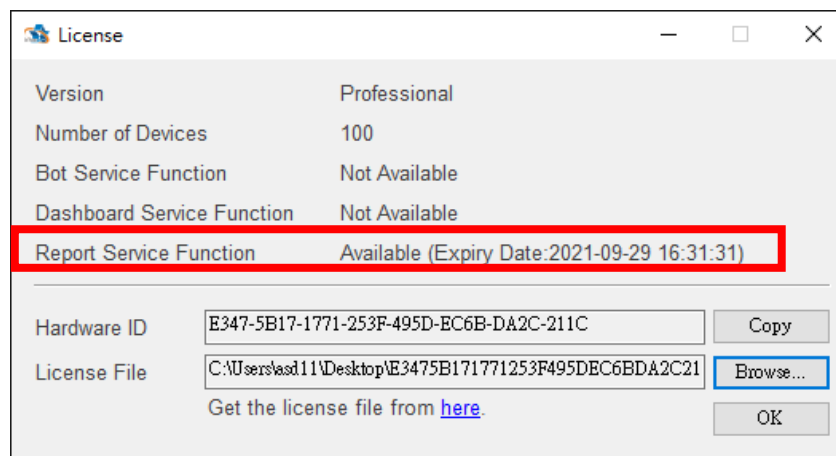 License
Version Professional
Number of Devices 100
Bot Service Function Not Available
Dashboard Service Function Not Available
Report Service Function Available (Expiry Date:2021-09-29 16:31:31)
Hardware ID E347-5B17-1771-253F-495D-EC6B-DA2C-211C Copy
License File C:\Users\asd11\Desktop\E3475B171771253F495DEC6BDA2C21 Browse...
Get the license file from here.
OK